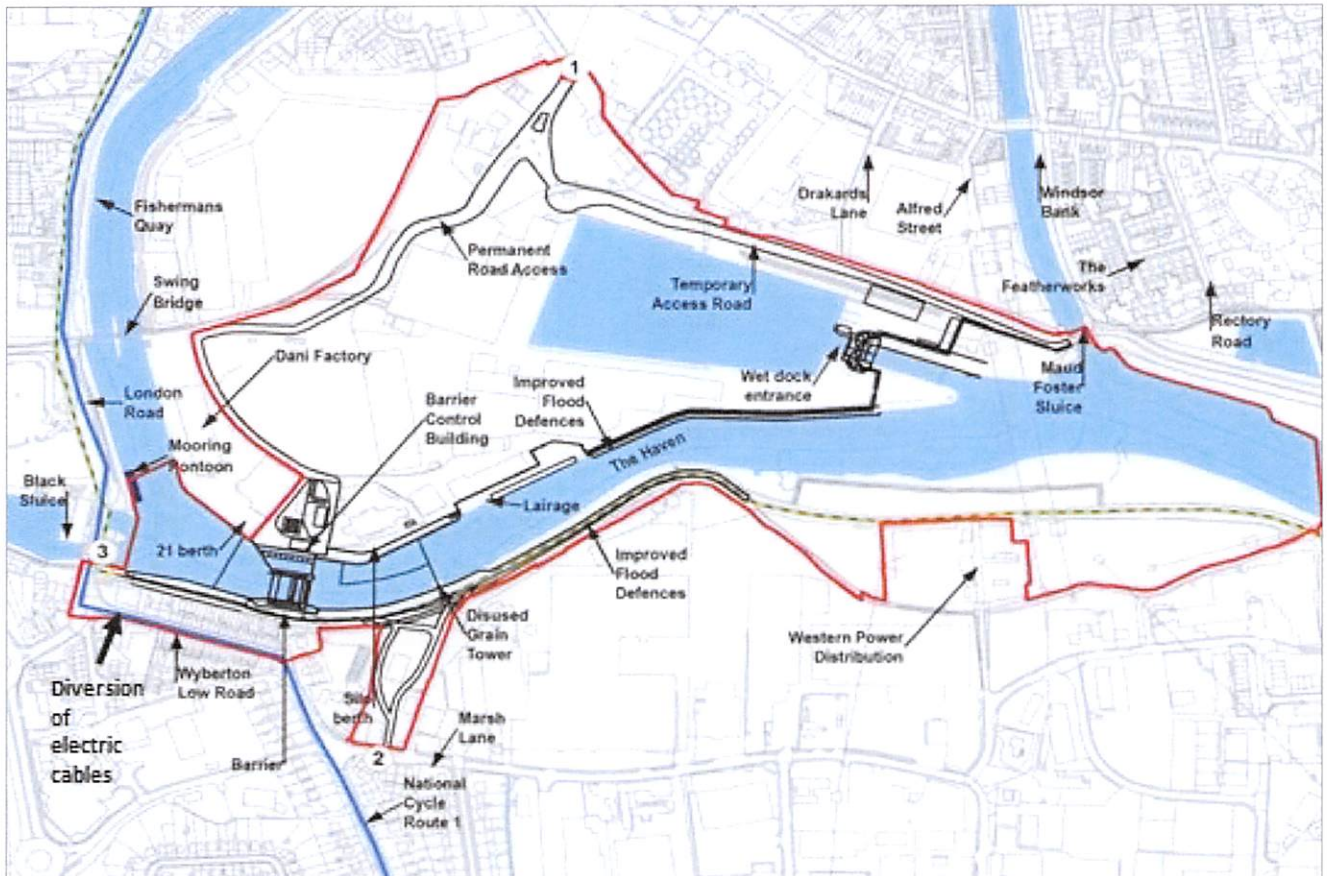 1
Fishermans
Quay
Swing
Bridge
Permanent
Road Access
Temporary
Access Road
Drakards
Lane
Alfred
Street
Windsor
Bank
The
Featherworks
Rectory
Road
Dani Factory
London
Road
Mooring
Pontoon
Black
Sluice
3
21 berth
Barrier
Control
Building
Improved
Flood
Defences
The Haven
Lairage
Wet dock
entrance
Maud
Foster
Sluice
Improved
Flood
Defences
Disused
Grain
Tower
Western Power
Distribution
Diversion
of
electric
cables
Wyberton
Low Road
Barrier
Silo
berth
2
Marsh
Lane
National
Cycle
Route 1